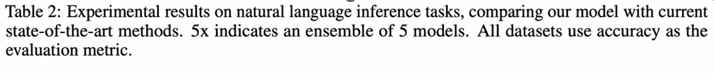 Table 2: Experimental results on natural language inference tasks, comparing our model with current
state-of-the-art methods. 5x indicates an ensemble of 5 models. All datasets use accuracy as the
evaluation metric.